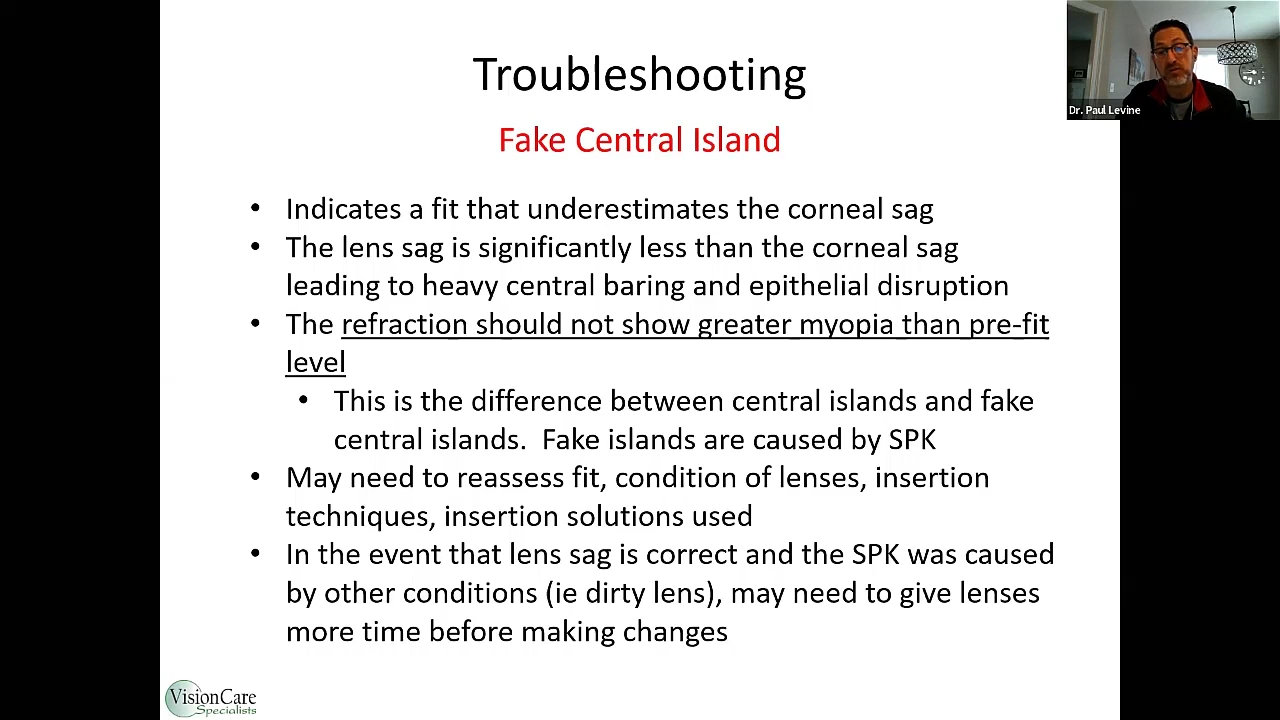 Troubleshooting
Dr. Paul Levine
Fake Central Island
• Indicates a fit that underestimates the corneal sag
• The lens sag is significantly less than the corneal sag
leading to heavy central baring and epithelial disruption
• The refraction should not show greater myopia than pre-fit
level
• This is the difference between central islands and fake
central islands.  Fake islands are caused by SPK
• May need to reassess fit, condition of lenses, insertion
techniques, insertion solutions used
• In the event that lens sag is correct and the SPK was caused
by other conditions (ie dirty lens), may need to give lenses
more time before making changes
VisionCare
Specialists